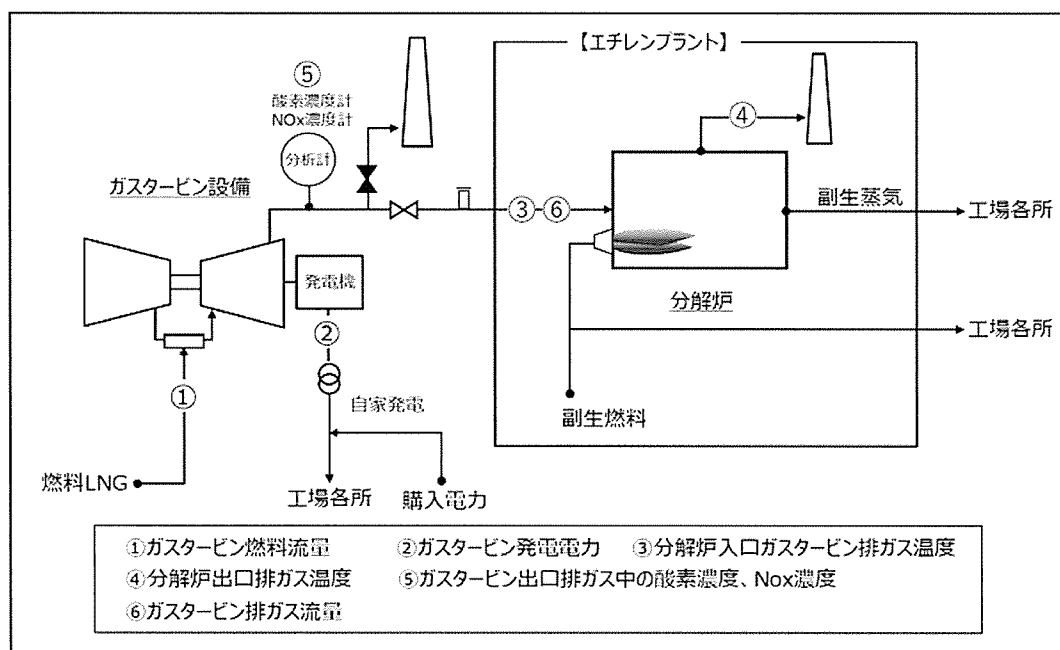 【エチレンプラント】
⑤
酸素濃度計
NOx濃度計
分析計
④
ガスタービン設備
③
⑥
副生蒸気
工場各所
発電機
②
分解炉
工場各所
①
自家発電
副生燃料
燃料LNG
工場各所
購入電力
①ガスタービン燃料流量 ②ガスタービン発電電力 ③分解炉入口ガスタービン排ガス温度
④分解炉出口排ガス温度 ⑤ガスタービン出口排ガス中の酸素濃度、Nox濃度
⑥ガスタービン排ガス流量